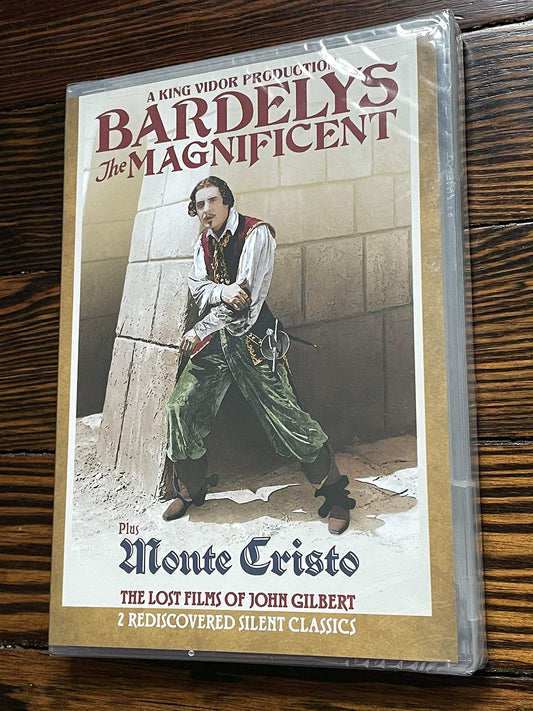 A KING VIDOR PRODUCTION
BARDELYS
The MAGNIFICENT
Plus
Monte Cristo
THE LOST FILMS OF JOHN GILBERT
2 REDISCOVERED SILENT CLASSICS